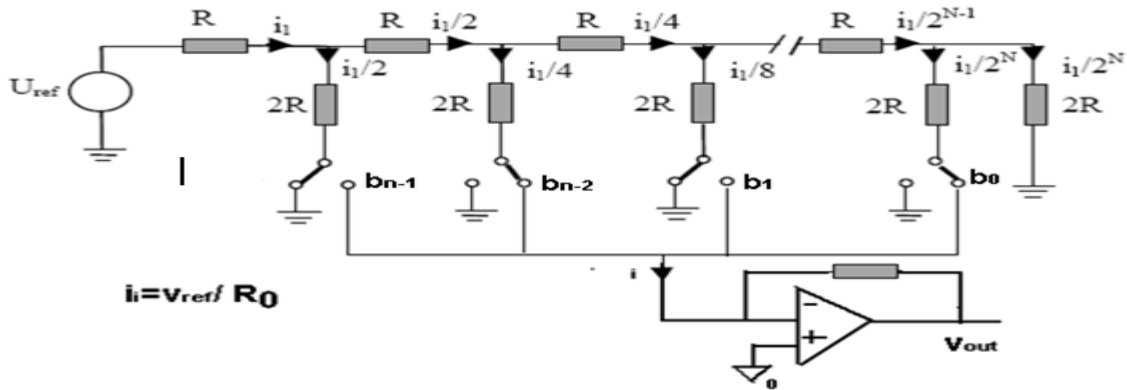 R i₁ R i₁/2 R i₁/4 R i₁/2ᴺ⁻¹
i₁/2 i₁/4 i₁/8 i₁/2ᴺ i₁/2ᴺ
Uref 2R 2R 2R 2R 2R
bn-1 bn-2 b1 b0
i
ii=vref/ R0
-
+
vout
0